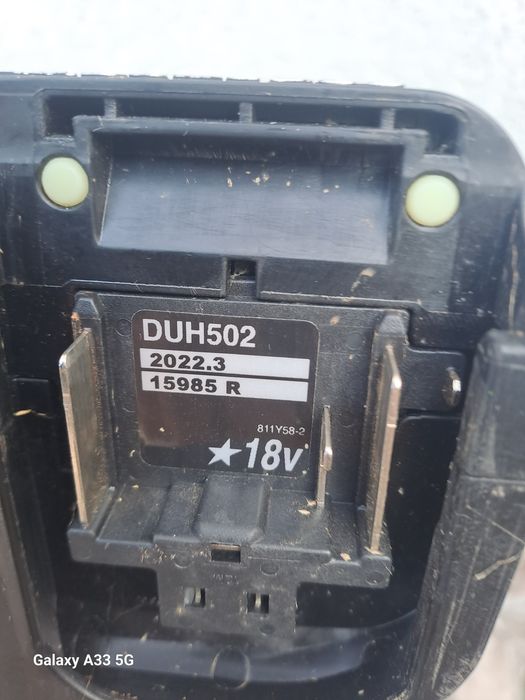 DUH502
2022.3
15985 R
811Y58-2
★18v
Galaxy A33 5G